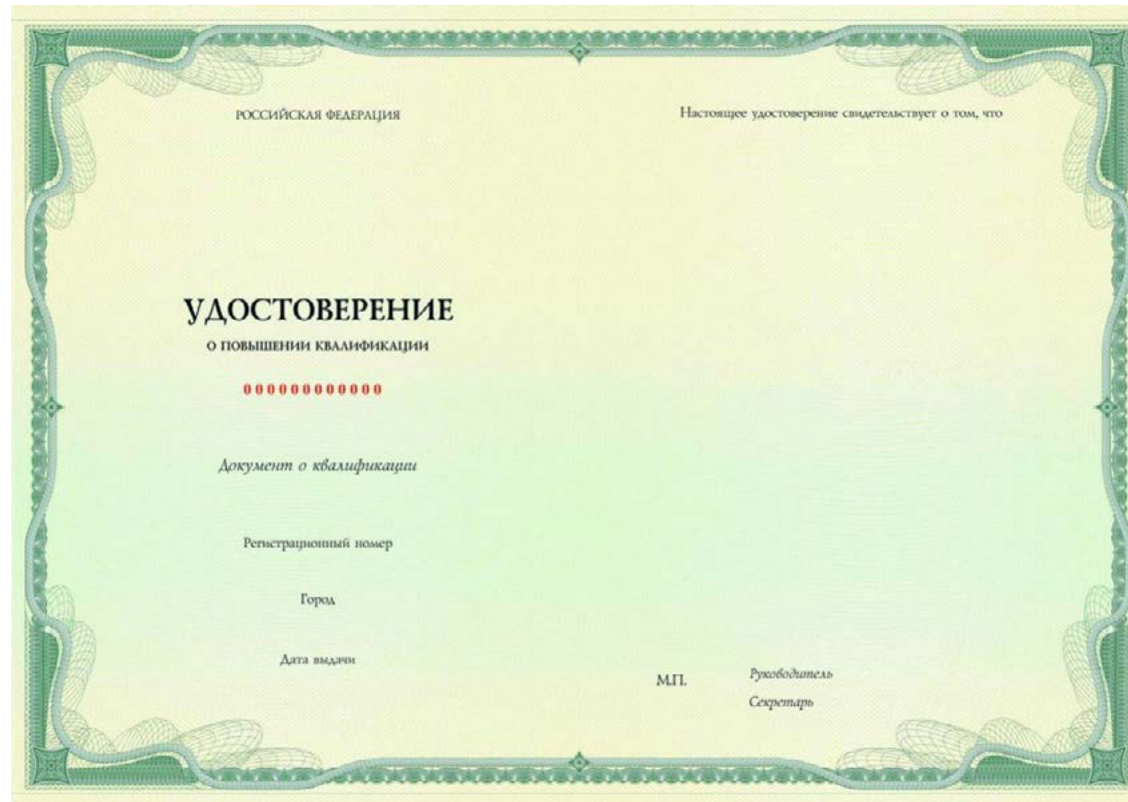 РОССИЙСКАЯ ФЕДЕРАЦИЯ
УДОСТОВЕРЕНИЕ
О ПОВЫШЕНИИ КВАЛИФИКАЦИИ
000000000000
Документ о квалификации
Регистрационный номер
Город
Дата выдачи
Настоящее удостоверение свидетельствует о том, что
М.П.
Руководитель
Секретарь